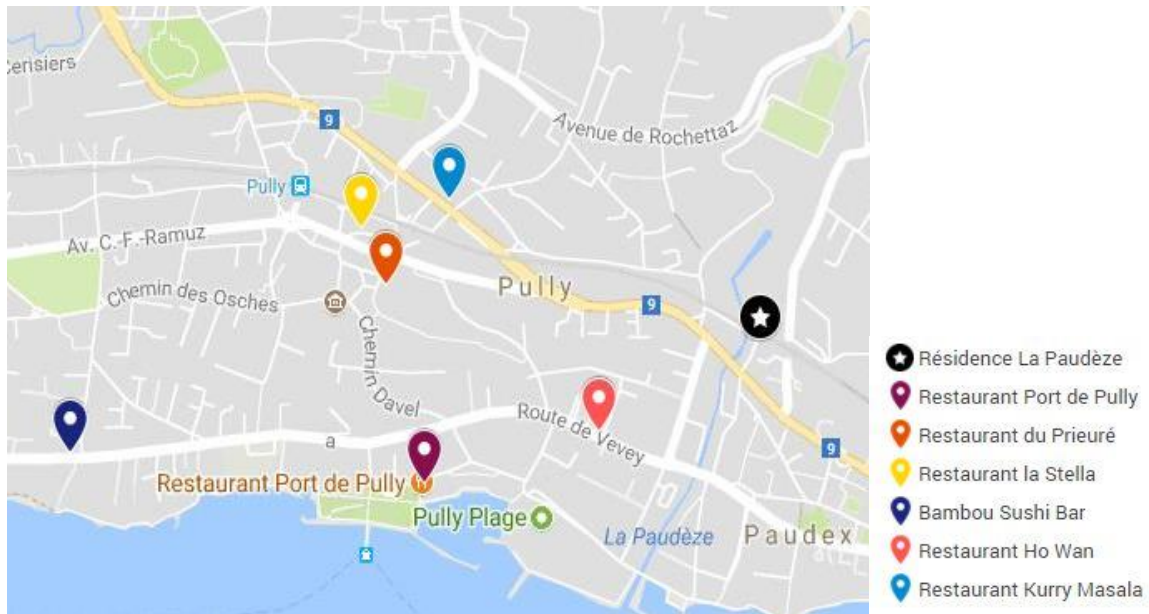 Cerisiers
9
Avenue de Rochettaz
Pully
Av. C.-F.-Ramuz
Chemin des Osches
Pully
9
Chemin Davel
Route de Vevey
a
9
Restaurant Port de Pully
Pully Plage
La Paudèze
Paudex
Résidence La Paudèze
Restaurant Port de Pully
Restaurant du Prieuré
Restaurant la Stella
Bambou Sushi Bar
Restaurant Ho Wan
Restaurant Kurry Masala